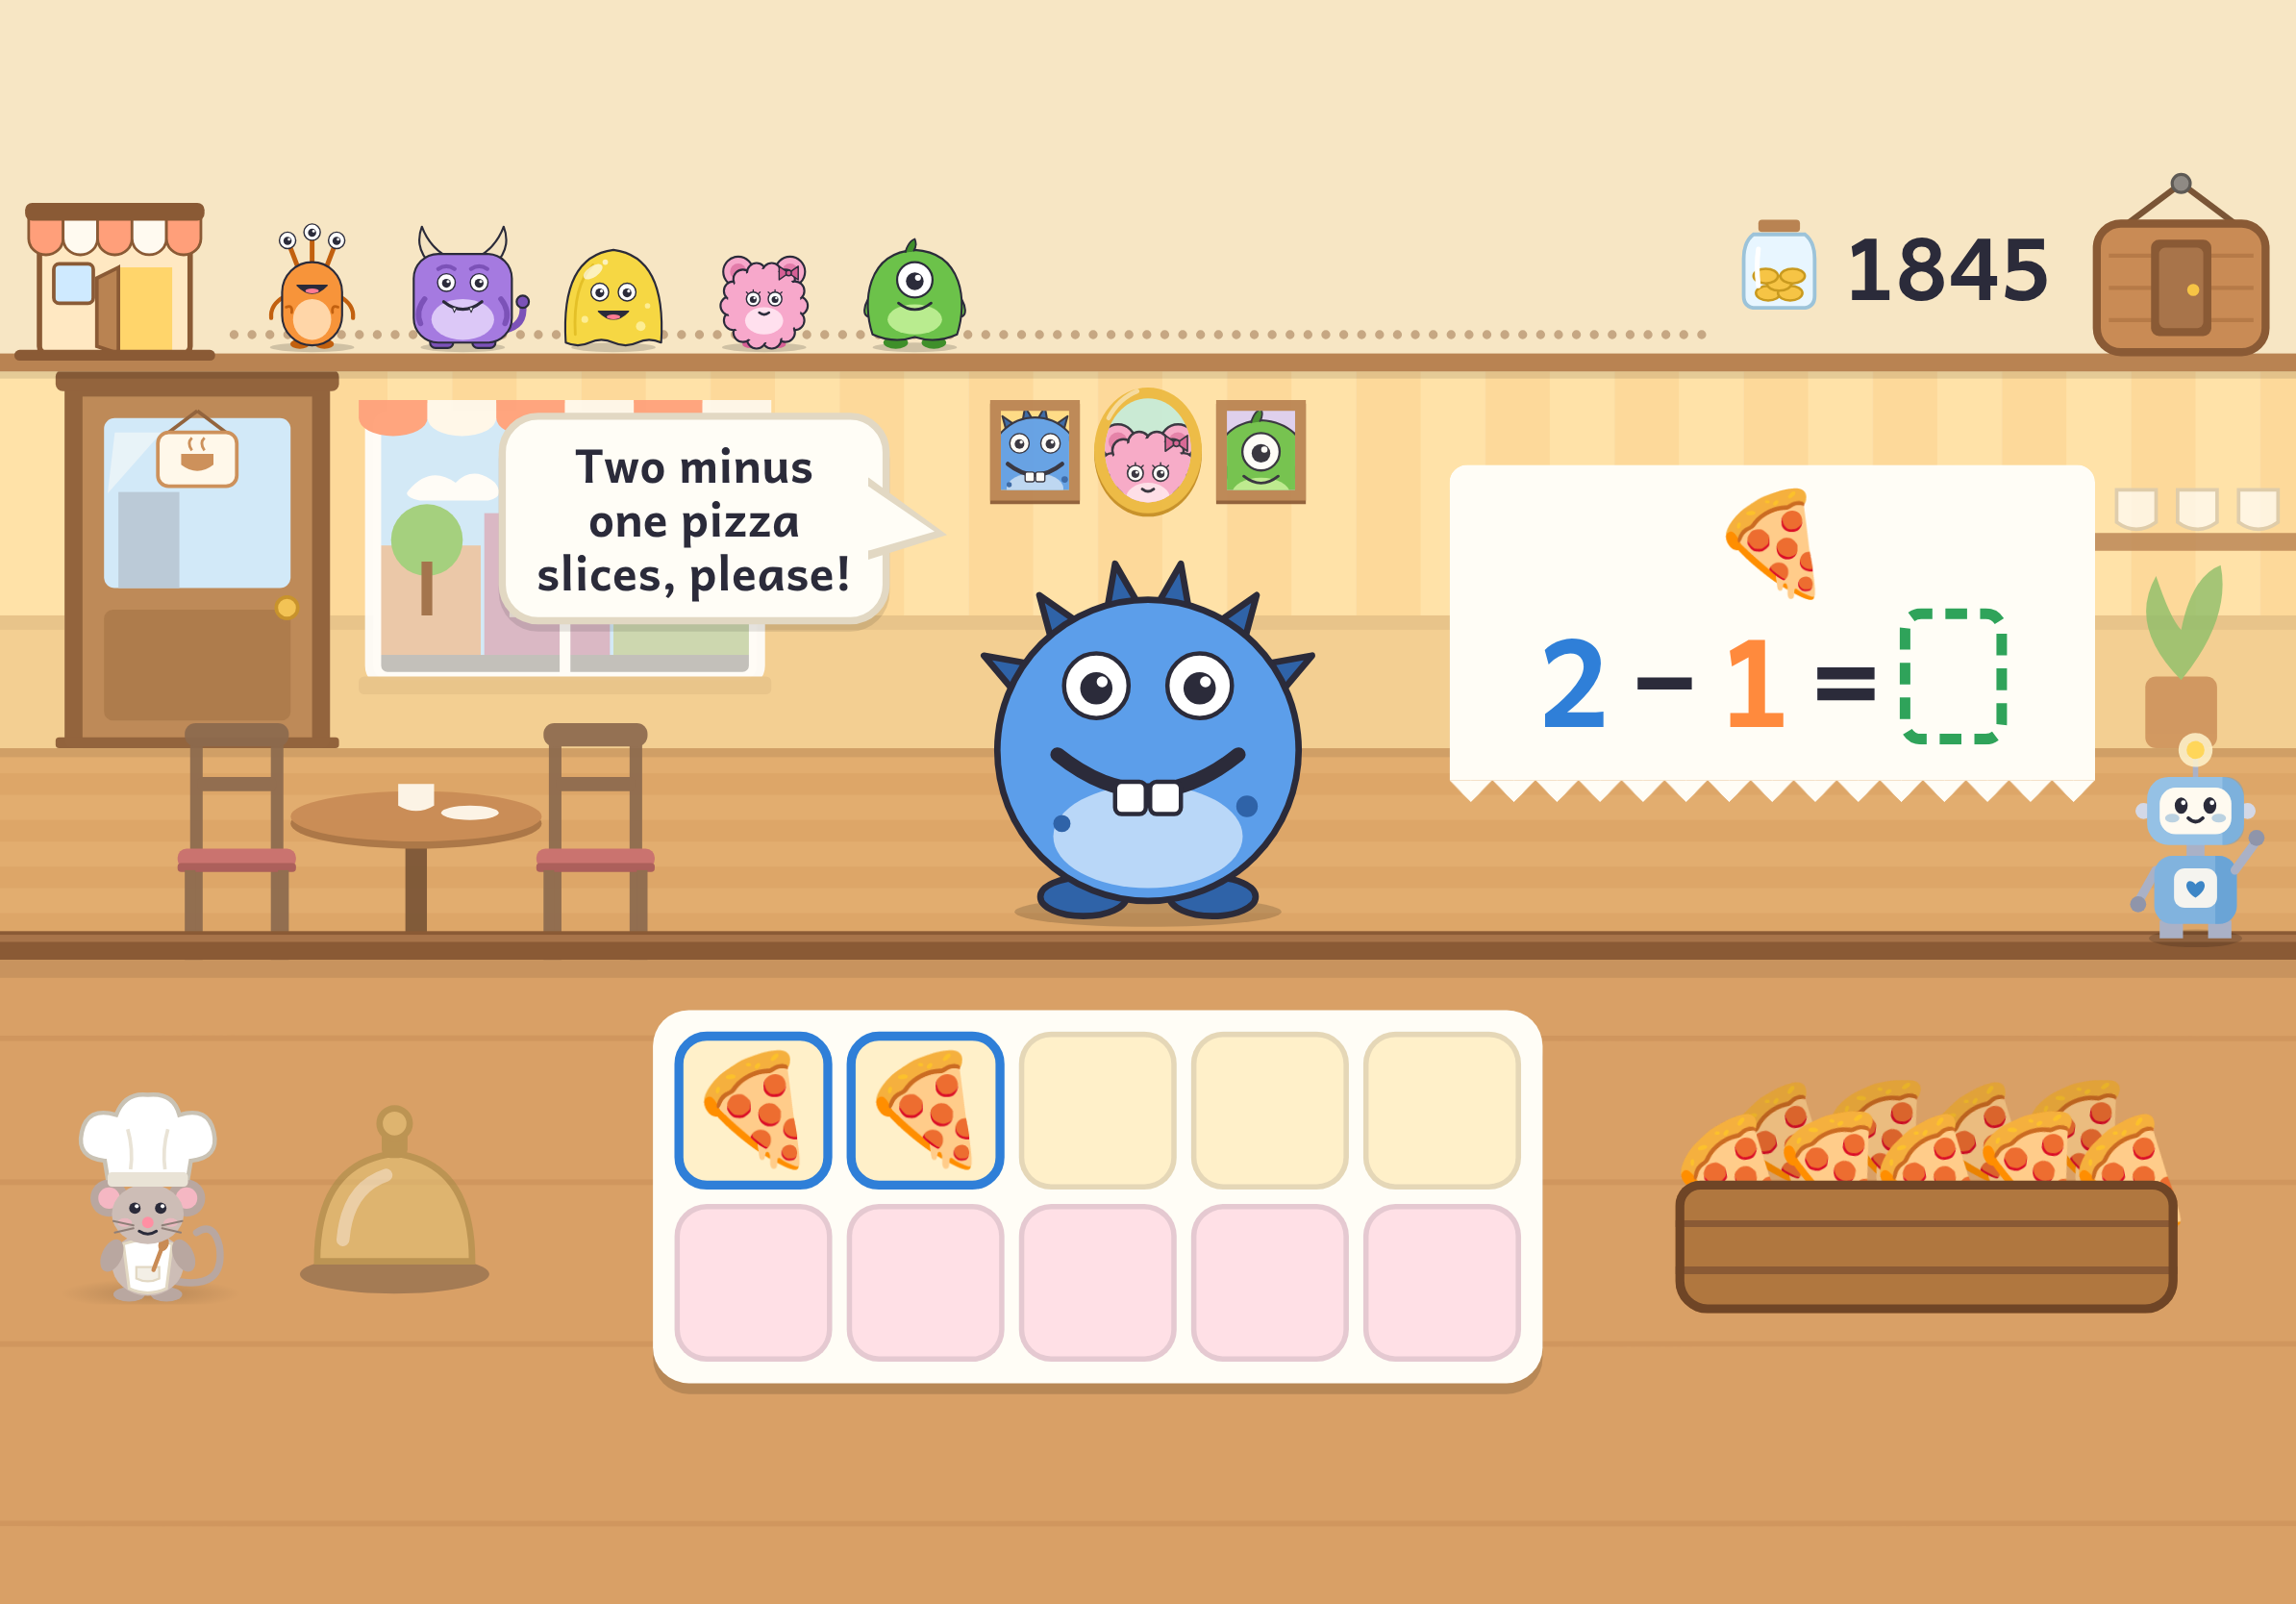 1845
Two minus
one pizza
slices, please!
2 − 1 =